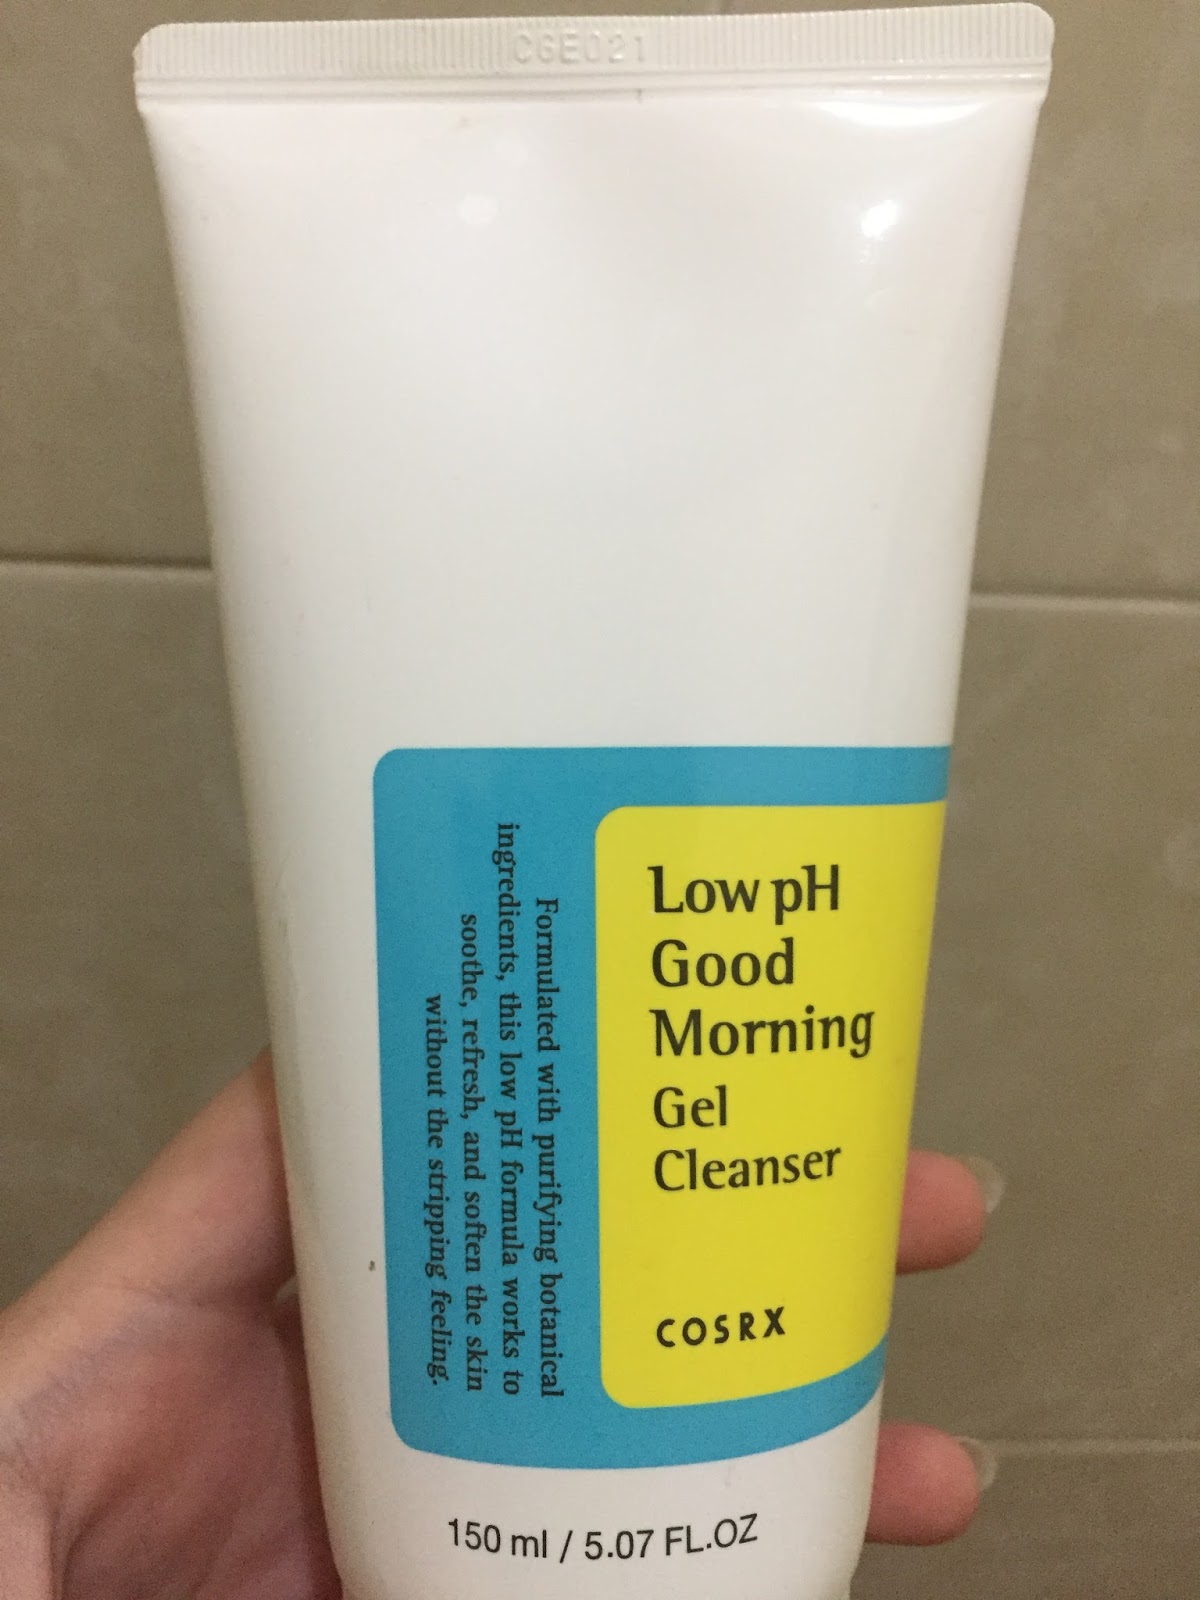 CGE021
Low pH
Good
Morning
Gel
Cleanser
COSRX
Formulated with purifying botanical
ingredients, this low pH formula works to
soothe, refresh, and soften the skin
without the stripping feeling.
150 ml / 5.07 FL.OZ